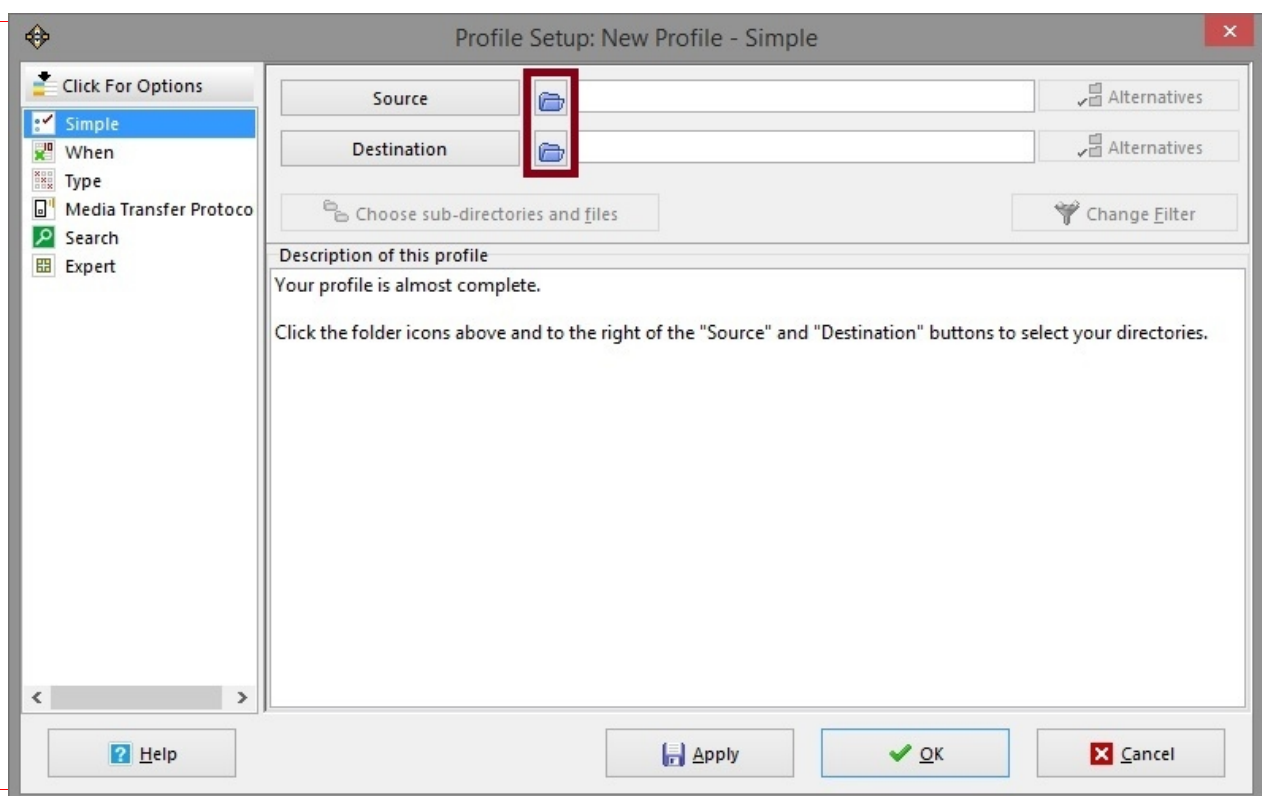 Profile Setup: New Profile - Simple
Click For Options
Simple
When
Type
Media Transfer Protoco
Search
Expert
Source
Alternatives
Destination
Alternatives
Choose sub-directories and files
Change Filter
Description of this profile
Your profile is almost complete.
Click the folder icons above and to the right of the "Source" and "Destination" buttons to select your directories.
Help
Apply
OK
Cancel